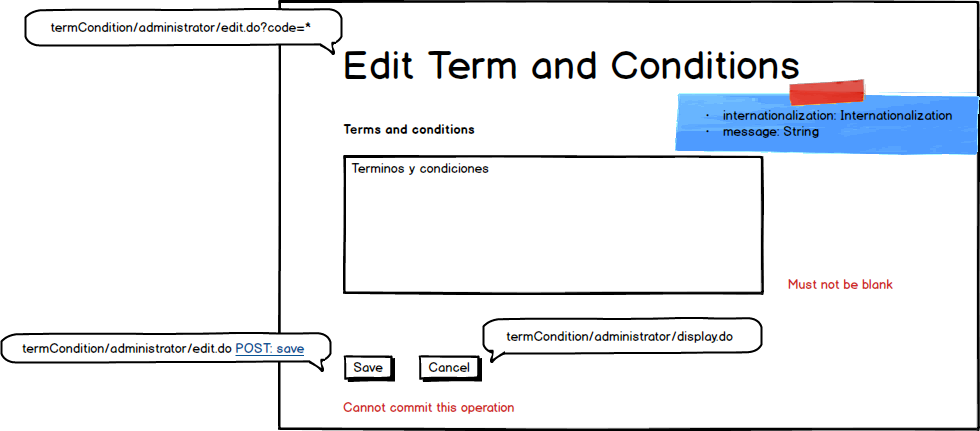 termCondition/administrator/edit.do?code=*
Edit Term and Conditions
· internationalization: Internationalization
· message: String
Terms and conditions
Terminos y condiciones
Must not be blank
termCondition/administrator/display.do
termCondition/administrator/edit.do POST: save
Save
Cancel
Cannot commit this operation